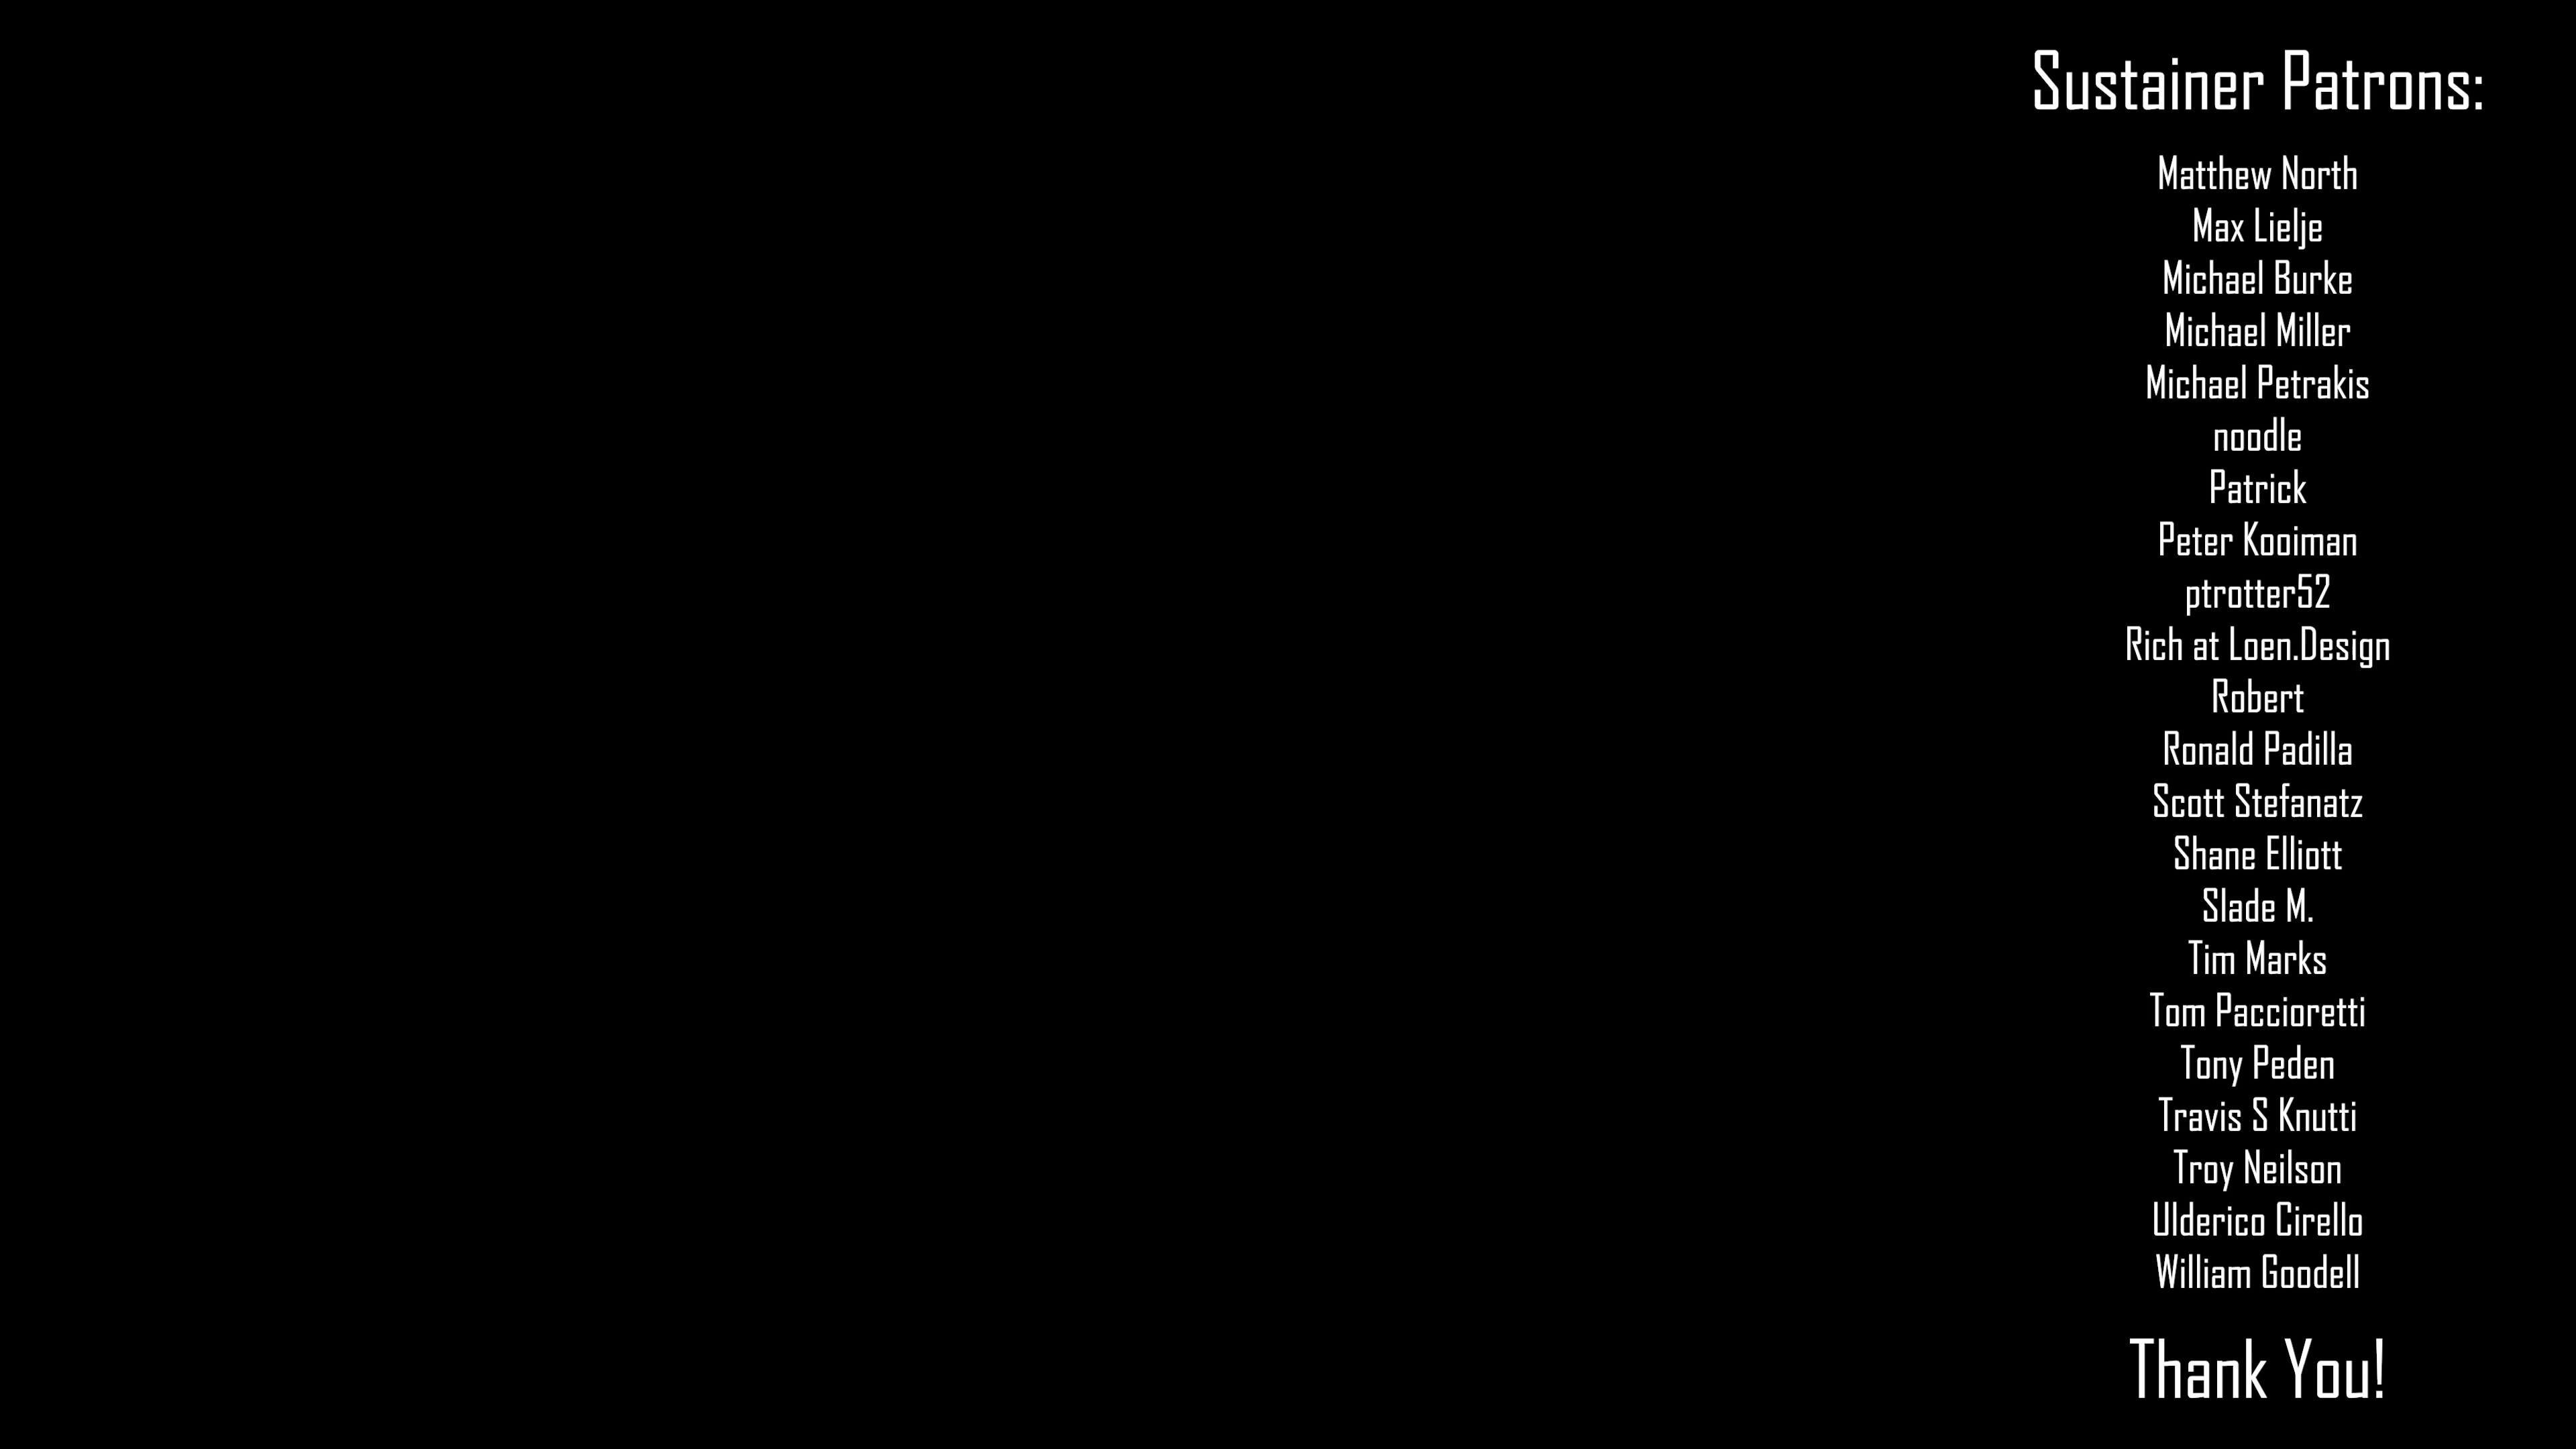 Sustainer Patrons:
Matthew North
Max Lielje
Michael Burke
Michael Miller
Michael Petrakis
noodle
Patrick
Peter Kooiman
ptrotter52
Rich at Loen.Design
Robert
Ronald Padilla
Scott Stefanatz
Shane Elliott
Slade M.
Tim Marks
Tom Paccioretti
Tony Peden
Travis S Knutti
Troy Neilson
Ulderico Cirello
William Goodell
Thank You!